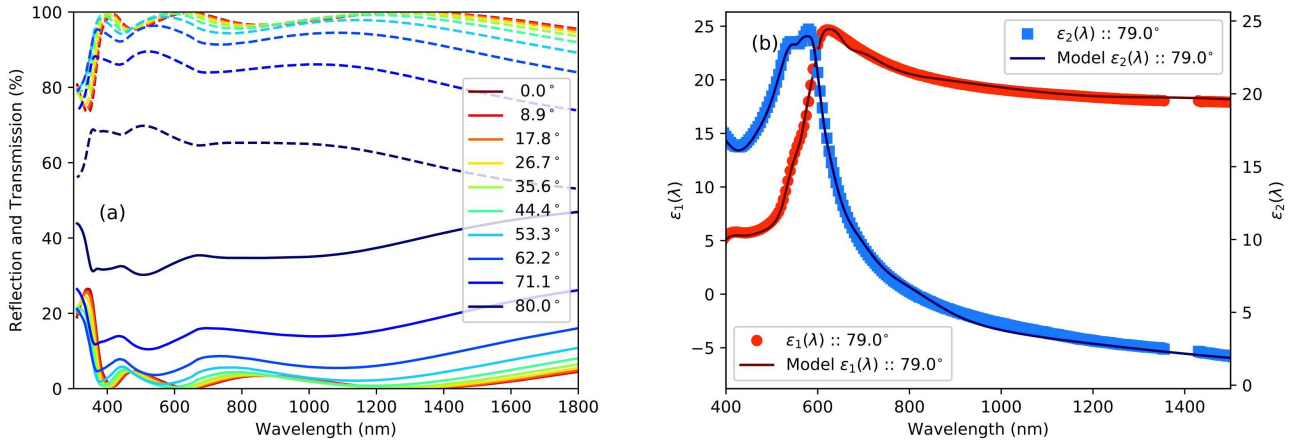 100
80
60
40
20
0
Reflection and Transmission (%)
(a)
0.0°
8.9°
17.8°
26.7°
35.6°
44.4°
53.3°
62.2°
71.1°
80.0°
400 600 800 1000 1200 1400 1600 1800
Wavelength (nm)
25
20
15
10
5
0
−5
ε₁(λ)
(b)
ε₂(λ) :: 79.0°
Model ε₂(λ) :: 79.0°
ε₁(λ) :: 79.0°
Model ε₁(λ) :: 79.0°
25
20
15
10
5
0
ε₂(λ)
400 600 800 1000 1200 1400
Wavelength (nm)